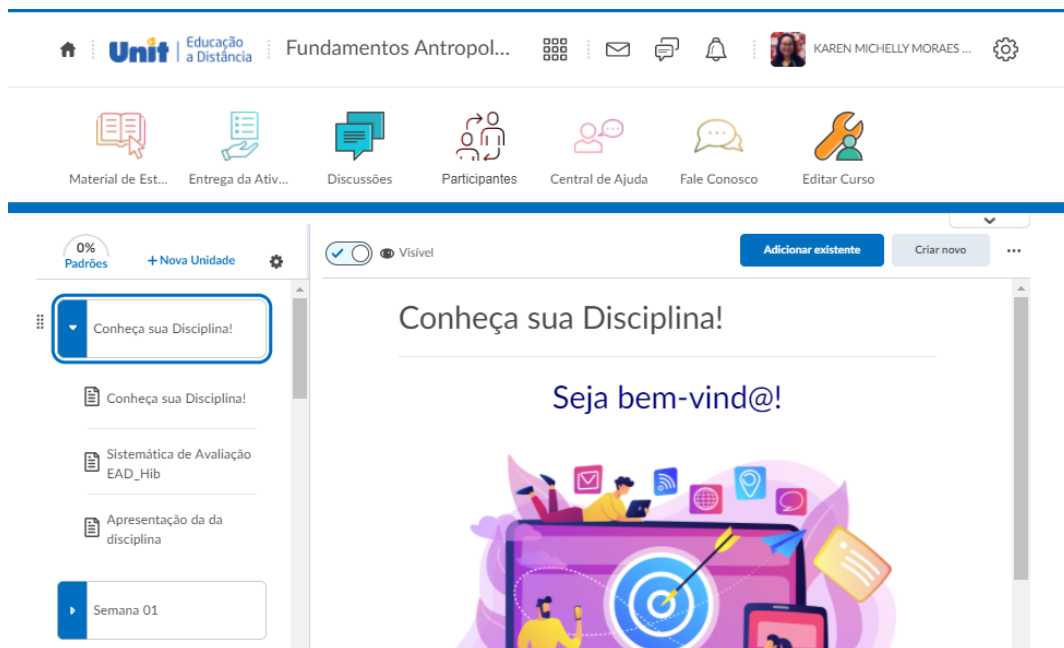 Unit Educação a Distância Fundamentos Antropol... KAREN MICHELLY MORAES ...
Material de Est... Entrega da Ativ... Discussões Participantes Central de Ajuda Fale Conosco Editar Curso
0%
Padrões
+ Nova Unidade
Visível
Adicionar existente
Criar novo
...
Conheça sua Disciplina!
Conheça sua Disciplina!
Sistemática de Avaliação
EAD_Hib
Apresentação da da
disciplina
Semana 01
Conheça sua Disciplina!
Seja bem-vind@!